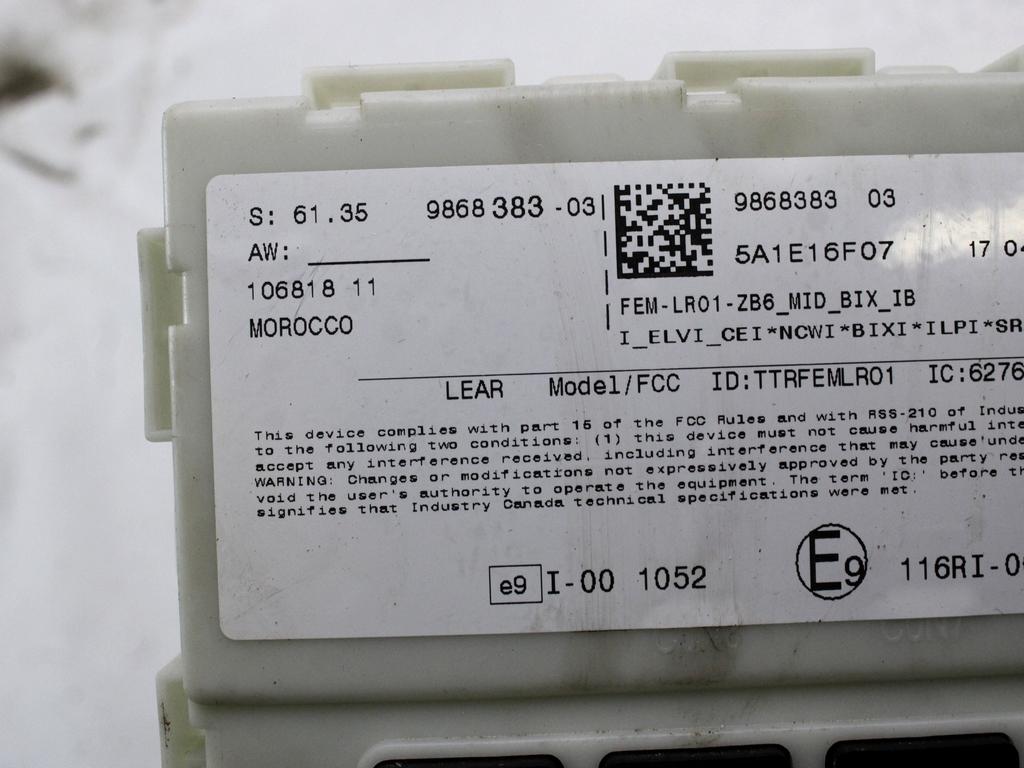 S: 61.35 9868 383 -03
AW:
106818 11
MOROCCO
9868383 03
5A1E16F07 17 04
FEM-LR01-ZB6_MID_BIX_IB
I_ELVI_CEI*NCWI*BIXI*ILPI*SR
LEAR Model/FCC ID:TTRFEMLR01 IC:6276
This device complies with part 15 of the FCC Rules and with RSS-210 of Indus
to the following two conditions: (1) this device must not cause harmful inte
accept any interference received, including interference that may cause unde
WARNING: Changes or modifications not expressively approved by the party res
void the user's authority to operate the equipment. The term 'IC:' before th
signifies that Industry Canada technical specifications were met.
e9 I-00 1052 E9 116RI-0